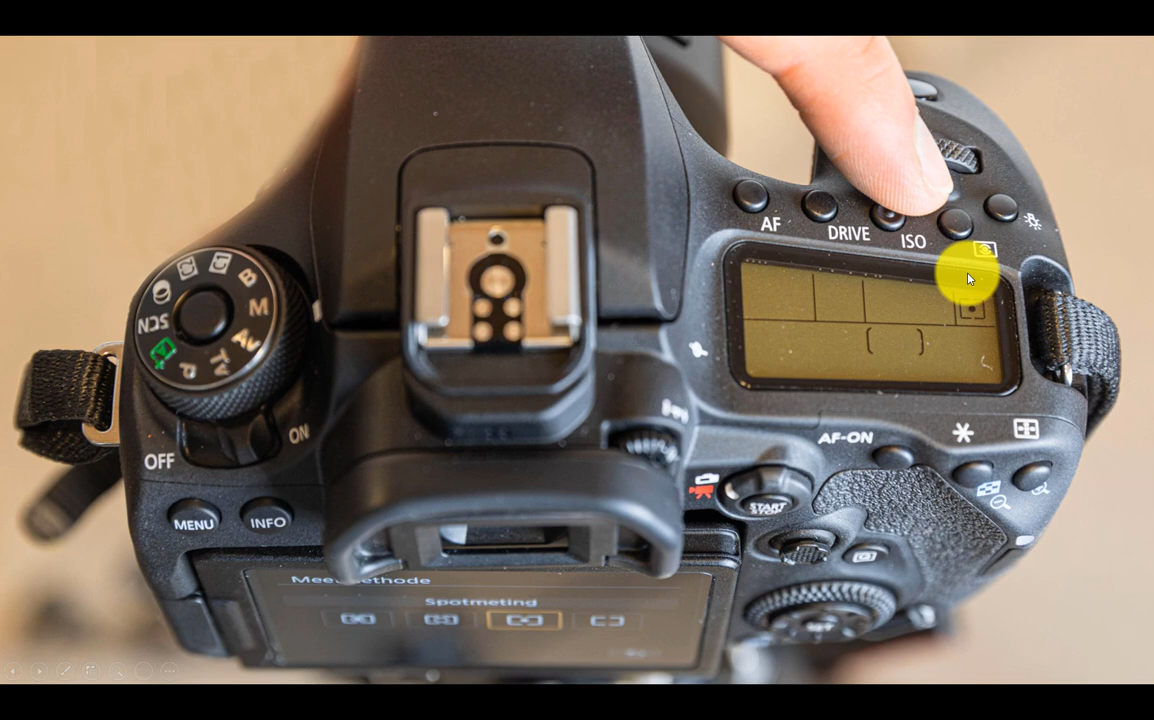 AF
DRIVE
ISO
B
M
Av
Tv
P
SCN
ON
OFF
AF-ON
START
STOP
MENU
INFO
Q
Meetmethode
Spotmeting